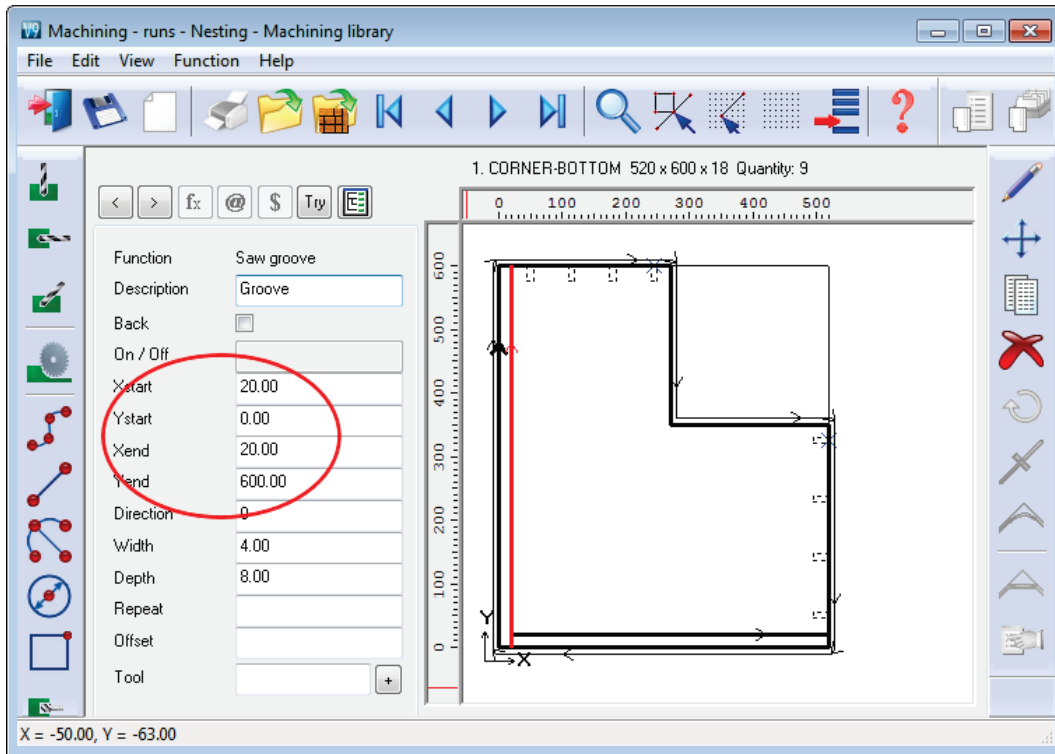 V9 Machining - runs - Nesting - Machining library
File Edit View Function Help
?
1. CORNER-BOTTOM 520 x 600 x 18 Quantity: 9
< > fx @ $ Try
0 100 200 300 400 500
Function Saw groove
Description Groove
Back
On / Off
Xstart 20.00
Ystart 0.00
Xend 20.00
Yend 600.00
Direction 0
Width 4.00
Depth 8.00
Repeat
Offset
Tool +
600
500
400
300
200
100
0
Y
X
X = -50.00, Y = -63.00